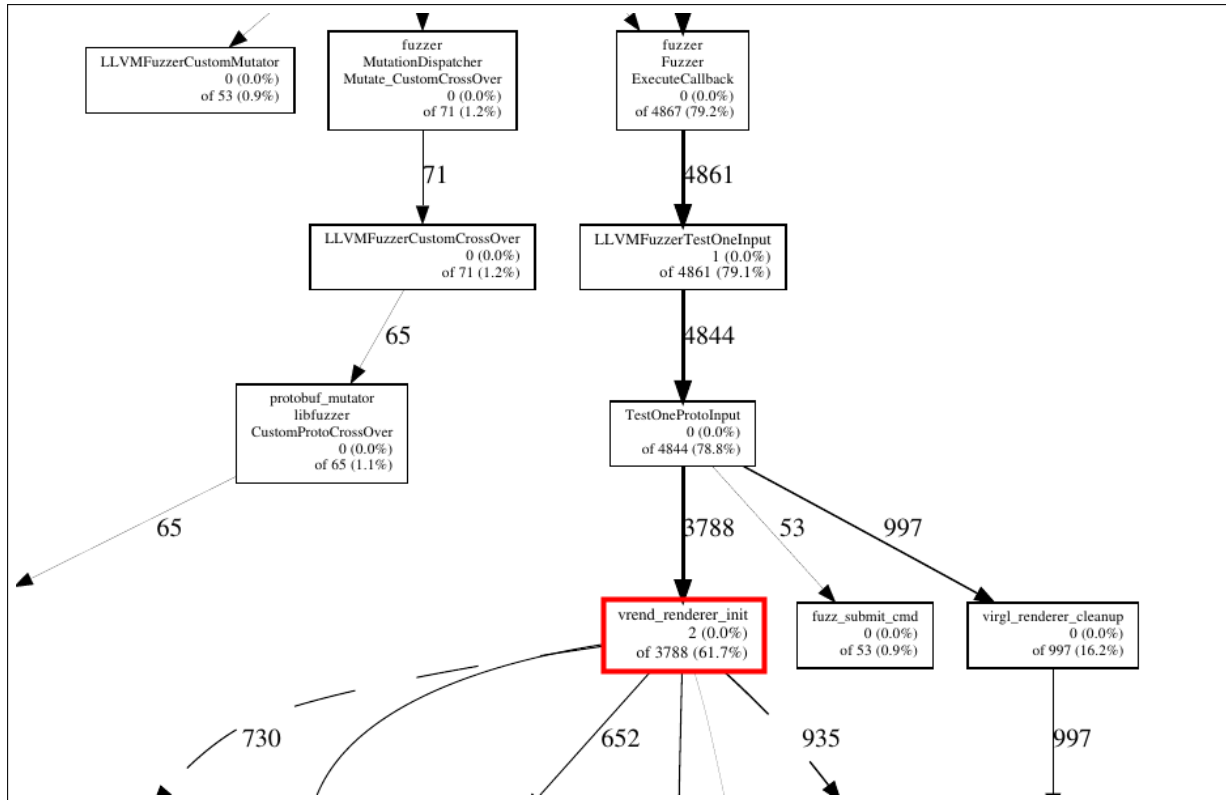 LLVMFuzzerCustomMutator
0 (0.0%)
of 53 (0.9%)
fuzzer
MutationDispatcher
Mutate_CustomCrossOver
0 (0.0%)
of 71 (1.2%)
fuzzer
Fuzzer
ExecuteCallback
0 (0.0%)
of 4867 (79.2%)
71
4861
LLVMFuzzerCustomCrossOver
0 (0.0%)
of 71 (1.2%)
LLVMFuzzerTestOneInput
1 (0.0%)
of 4861 (79.1%)
65
4844
protobuf_mutator
libfuzzer
CustomProtoCrossOver
0 (0.0%)
of 65 (1.1%)
TestOneProtoInput
0 (0.0%)
of 4844 (78.8%)
65
3788
53
997
vrend_renderer_init
2 (0.0%)
of 3788 (61.7%)
fuzz_submit_cmd
0 (0.0%)
of 53 (0.9%)
virgl_renderer_cleanup
0 (0.0%)
of 997 (16.2%)
730
652
935
997